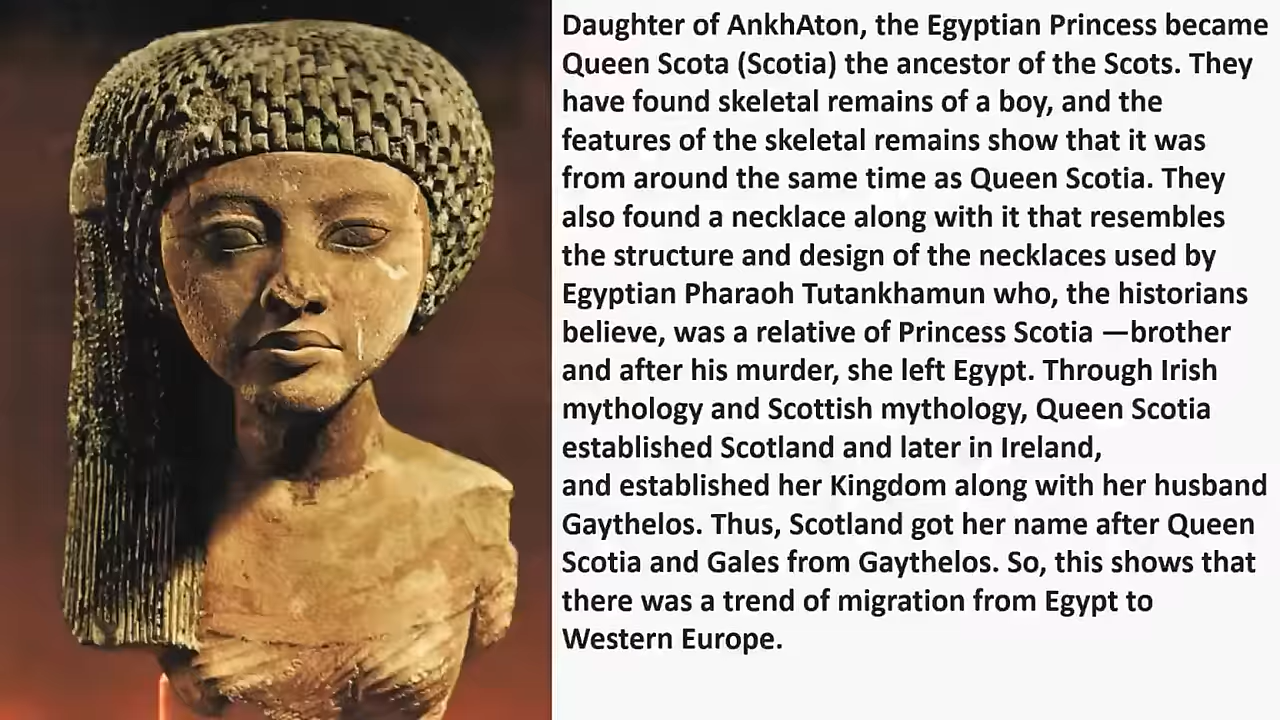 Daughter of AnkhAton, the Egyptian Princess became
Queen Scota (Scotia) the ancestor of the Scots. They
have found skeletal remains of a boy, and the
features of the skeletal remains show that it was
from around the same time as Queen Scotia. They
also found a necklace along with it that resembles
the structure and design of the necklaces used by
Egyptian Pharaoh Tutankhamun who, the historians
believe, was a relative of Princess Scotia —brother
and after his murder, she left Egypt. Through Irish
mythology and Scottish mythology, Queen Scotia
established Scotland and later in Ireland,
and established her Kingdom along with her husband
Gaythelos. Thus, Scotland got her name after Queen
Scotia and Gales from Gaythelos. So, this shows that
there was a trend of migration from Egypt to
Western Europe.